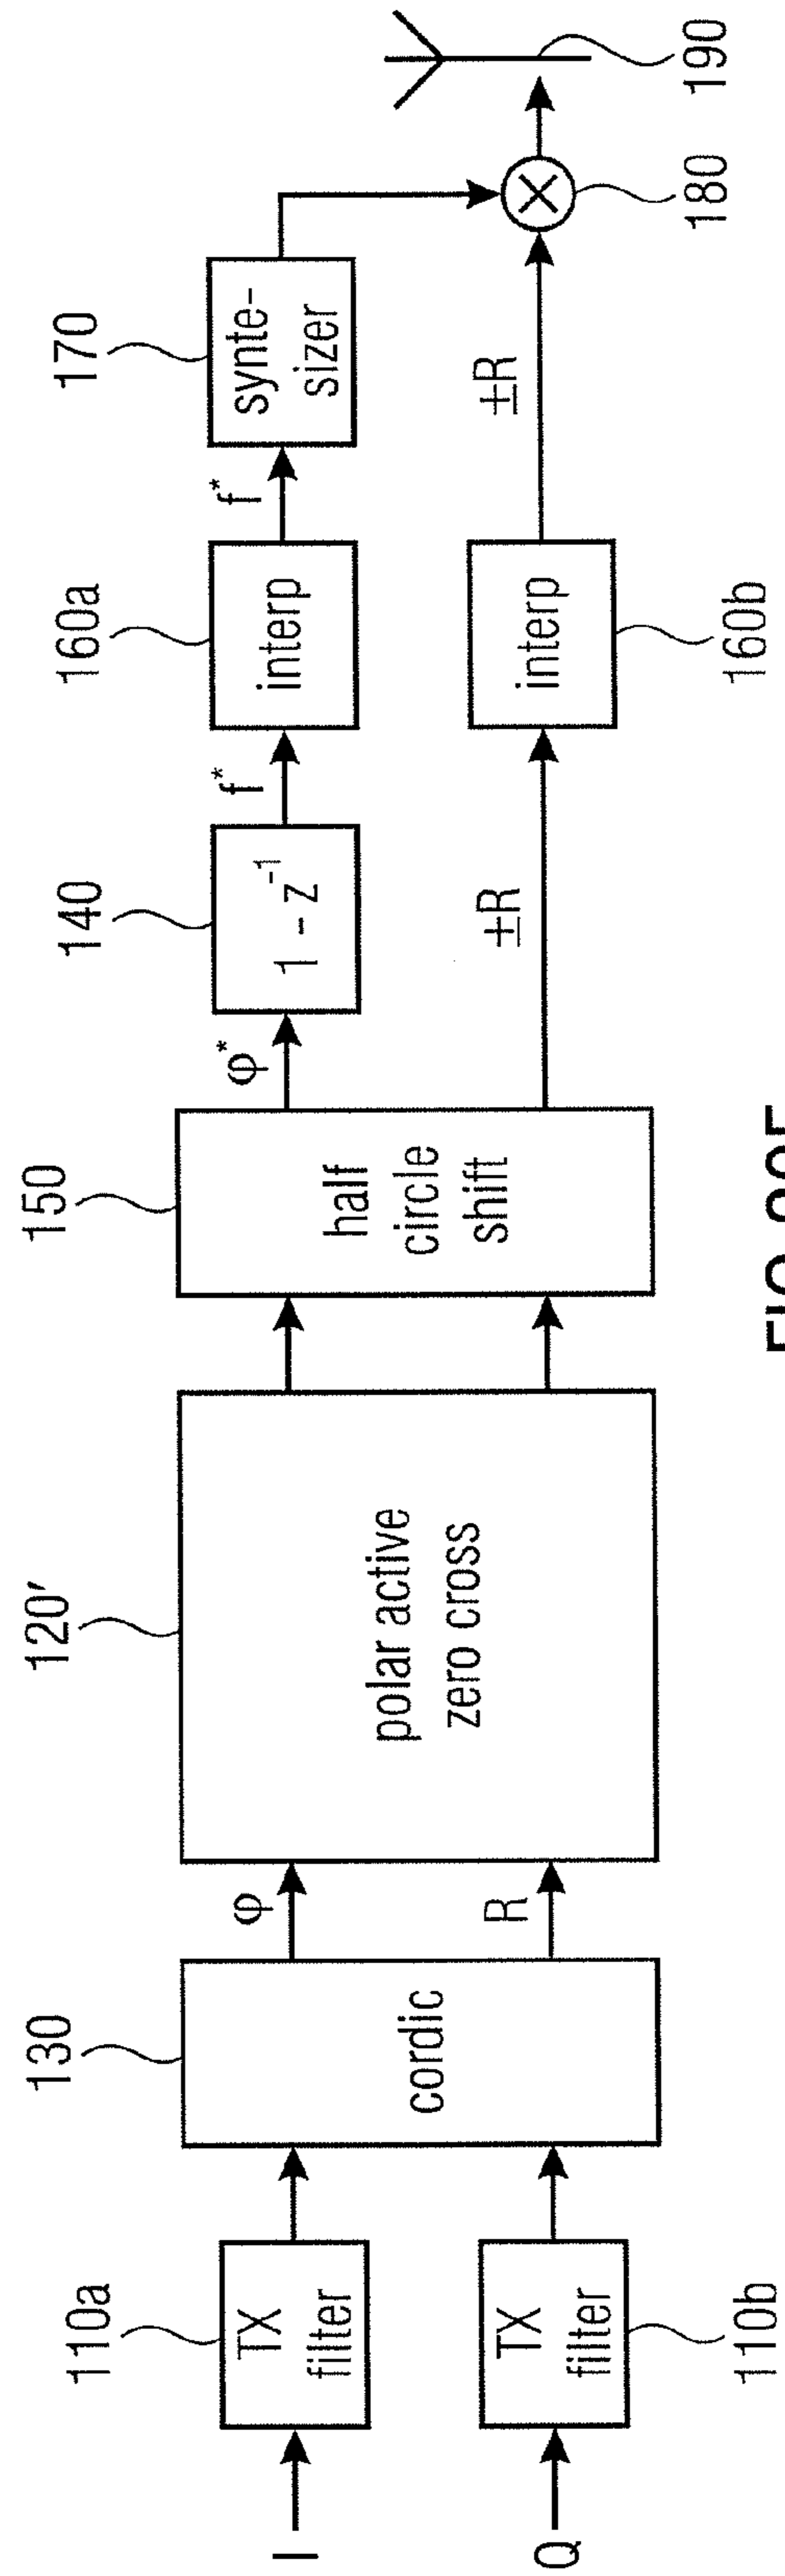 110a
130
120′
150
140
160a
170
I
TX
filter
φ
φ*
1 – z⁻¹
f*
interp
f*
synte-
sizer
cordic
polar active
zero cross
half
circle
shift
Q
TX
filter
R
±R
interp
±R
110b
160b
180
190
FIG